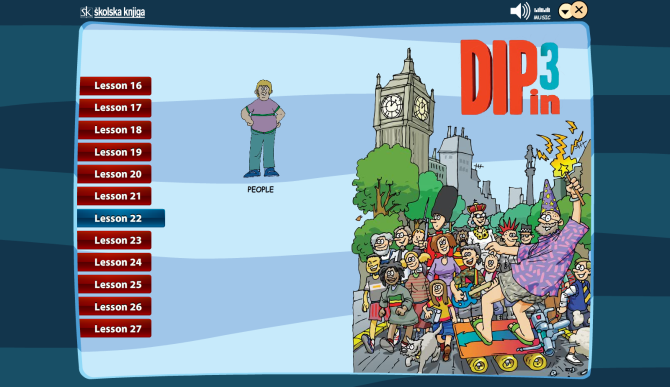 školska knjiga
MUSIC
DIP
in
3
Lesson 16
Lesson 17
Lesson 18
Lesson 19
Lesson 20
Lesson 21
Lesson 22
Lesson 23
Lesson 24
Lesson 25
Lesson 26
Lesson 27
PEOPLE